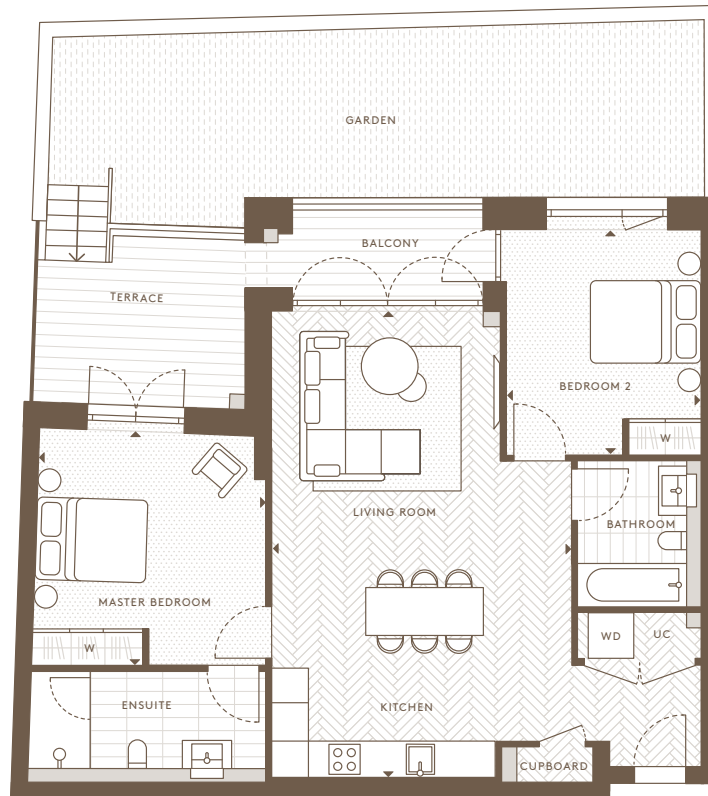 GARDEN
BALCONY
TERRACE
BEDROOM 2
W
LIVING ROOM
BATHROOM
MASTER BEDROOM
WD
UC
W
ENSUITE
KITCHEN
CUPBOARD